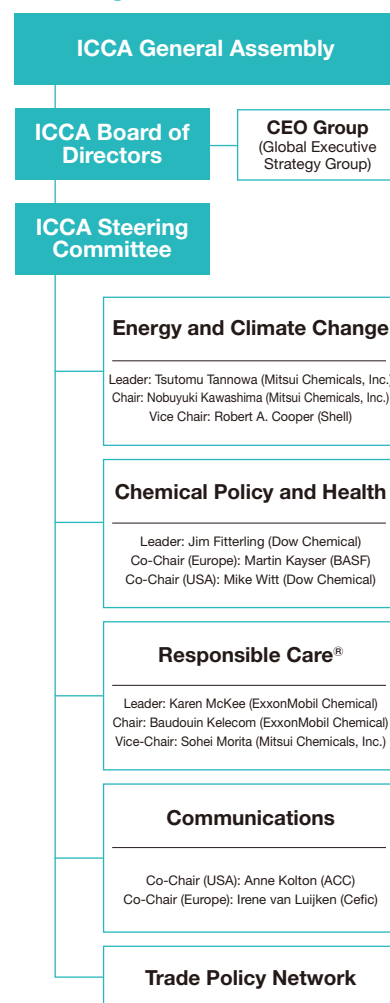 ICCA General Assembly
ICCA Board of
Directors
CEO Group
(Global Executive
Strategy Group)
ICCA Steering
Committee
Energy and Climate Change
Leader: Tsutomu Tannowa (Mitsui Chemicals, Inc.)
Chair: Nobuyuki Kawashima (Mitsui Chemicals, Inc.)
Vice Chair: Robert A. Cooper (Shell)
Chemical Policy and Health
Leader: Jim Fitterling (Dow Chemical)
Co-Chair (Europe): Martin Kayser (BASF)
Co-Chair (USA): Mike Witt (Dow Chemical)
Responsible Care®
Leader: Karen McKee (ExxonMobil Chemical)
Chair: Baudouin Kelecom (ExxonMobil Chemical)
Vice-Chair: Sohei Morita (Mitsui Chemicals, Inc.)
Communications
Co-Chair (USA): Anne Kolton (ACC)
Co-Chair (Europe): Irene van Luijken (Cefic)
Trade Policy Network